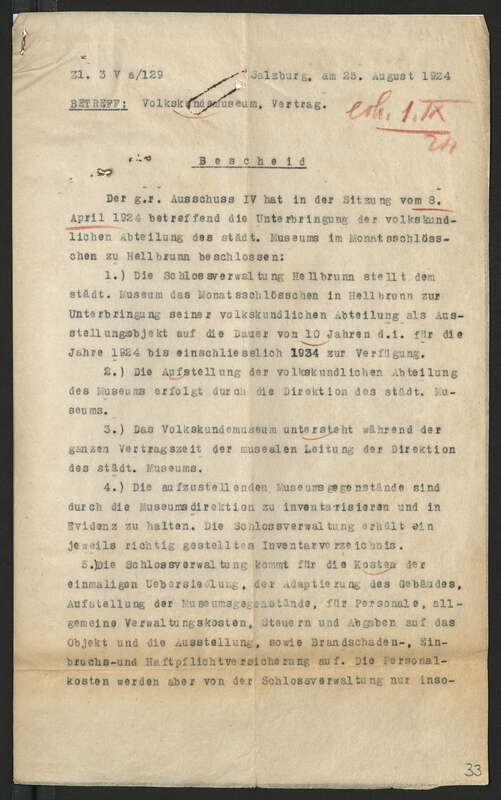 Zl. 3 V a/129 Salzburg, am 25. August 1924
BETREFF: Volkskundemuseum, Vertrag.
1. IX
24
Bescheid
Der g.r. Ausschuss IV hat in der Sitzung vom 8.
April 1924 betreffend die Unterbringung der volkskund-
lichen Abteilung des städt. Museums im Monatsschlöss-
chen zu Hellbrunn beschlossen:
1.) Die Schlossverwaltung Hellbrunn stellt dem
städt. Museum das Monatsschlösschen in Hellbrunn zur
Unterbringung seiner volkskundlichen Abteilung als Aus-
stellungsobjekt auf die Dauer von 10 Jahren d.i. für die
Jahre 1924 bis einschliesslich 1934 zur Verfügung.
2.) Die Aufstellung der volkskundlichen Abteilung
des Museums erfolgt durch die Direktion des städt. Mu-
seums.
3.) Das Volkskundemuseum untersteht während der
ganzen Vertragszeit der musealen Leitung der Direktion
des städt. Museums.
4.) Die aufzustellenden Museumsgegenstände sind
durch die Museumsdirektion zu inventarisieren und in
Evidenz zu halten. Die Schlossverwaltung erhält ein
jeweils richtig gestelltes Inventarverzeichnis.
5.)Die Schlossverwaltung kommt für die Kosten der
einmaligen Uebersiedlung, der Adaptierung des Gebäudes,
Aufstellung der Museumsgegenstände, für Personale, all-
gemeine Verwaltungskosten, Steuern und Abgaben auf das
Objekt und die Ausstellung, sowie Brandschaden-, Ein-
bruchs-und Haftpflichtversicherung auf. Die Personal-
kosten werden aber von der Schlossverwaltung nur inso-
33